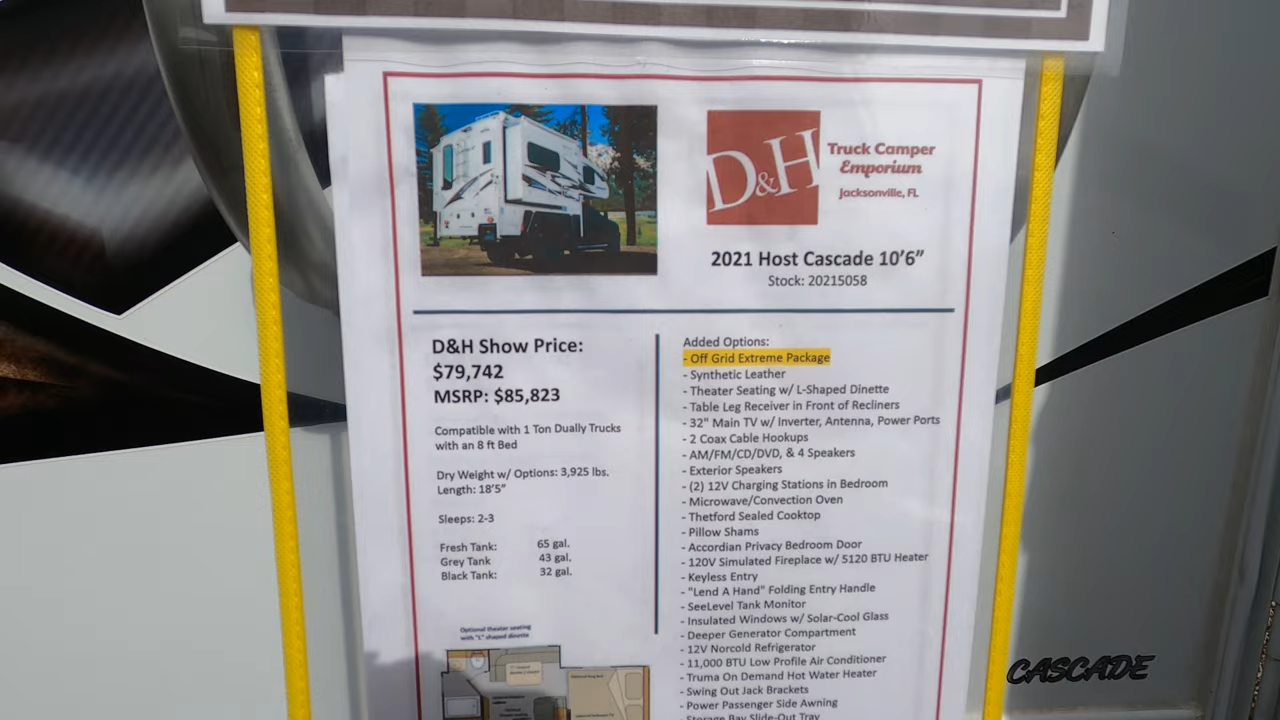 D&H
Truck Camper
Emporium
Jacksonville, FL
2021 Host Cascade 10’6”
Stock: 20215058
D&H Show Price:
$79,742
MSRP: $85,823
Compatible with 1 Ton Dually Trucks
with an 8 ft Bed
Dry Weight w/ Options: 3,925 lbs.
Length: 18’5”
Sleeps: 2-3
Fresh Tank: 65 gal.
Grey Tank 43 gal.
Black Tank: 32 gal.
Optional theater seating
with "L" shaped dinette
Added Options:
- Off Grid Extreme Package
- Synthetic Leather
- Theater Seating w/ L-Shaped Dinette
- Table Leg Receiver in Front of Recliners
- 32" Main TV w/ Inverter, Antenna, Power Ports
- 2 Coax Cable Hookups
- AM/FM/CD/DVD, & 4 Speakers
- Exterior Speakers
- (2) 12V Charging Stations in Bedroom
- Microwave/Convection Oven
- Thetford Sealed Cooktop
- Pillow Shams
- Accordian Privacy Bedroom Door
- 120V Simulated Fireplace w/ 5120 BTU Heater
- Keyless Entry
- "Lend A Hand" Folding Entry Handle
- SeeLevel Tank Monitor
- Insulated Windows w/ Solar-Cool Glass
- Deeper Generator Compartment
- 12V Norcold Refrigerator
- 11,000 BTU Low Profile Air Conditioner
- Truma On Demand Hot Water Heater
- Swing Out Jack Brackets
- Power Passenger Side Awning
- Storage Bay Slide-Out Tray
CASCADE